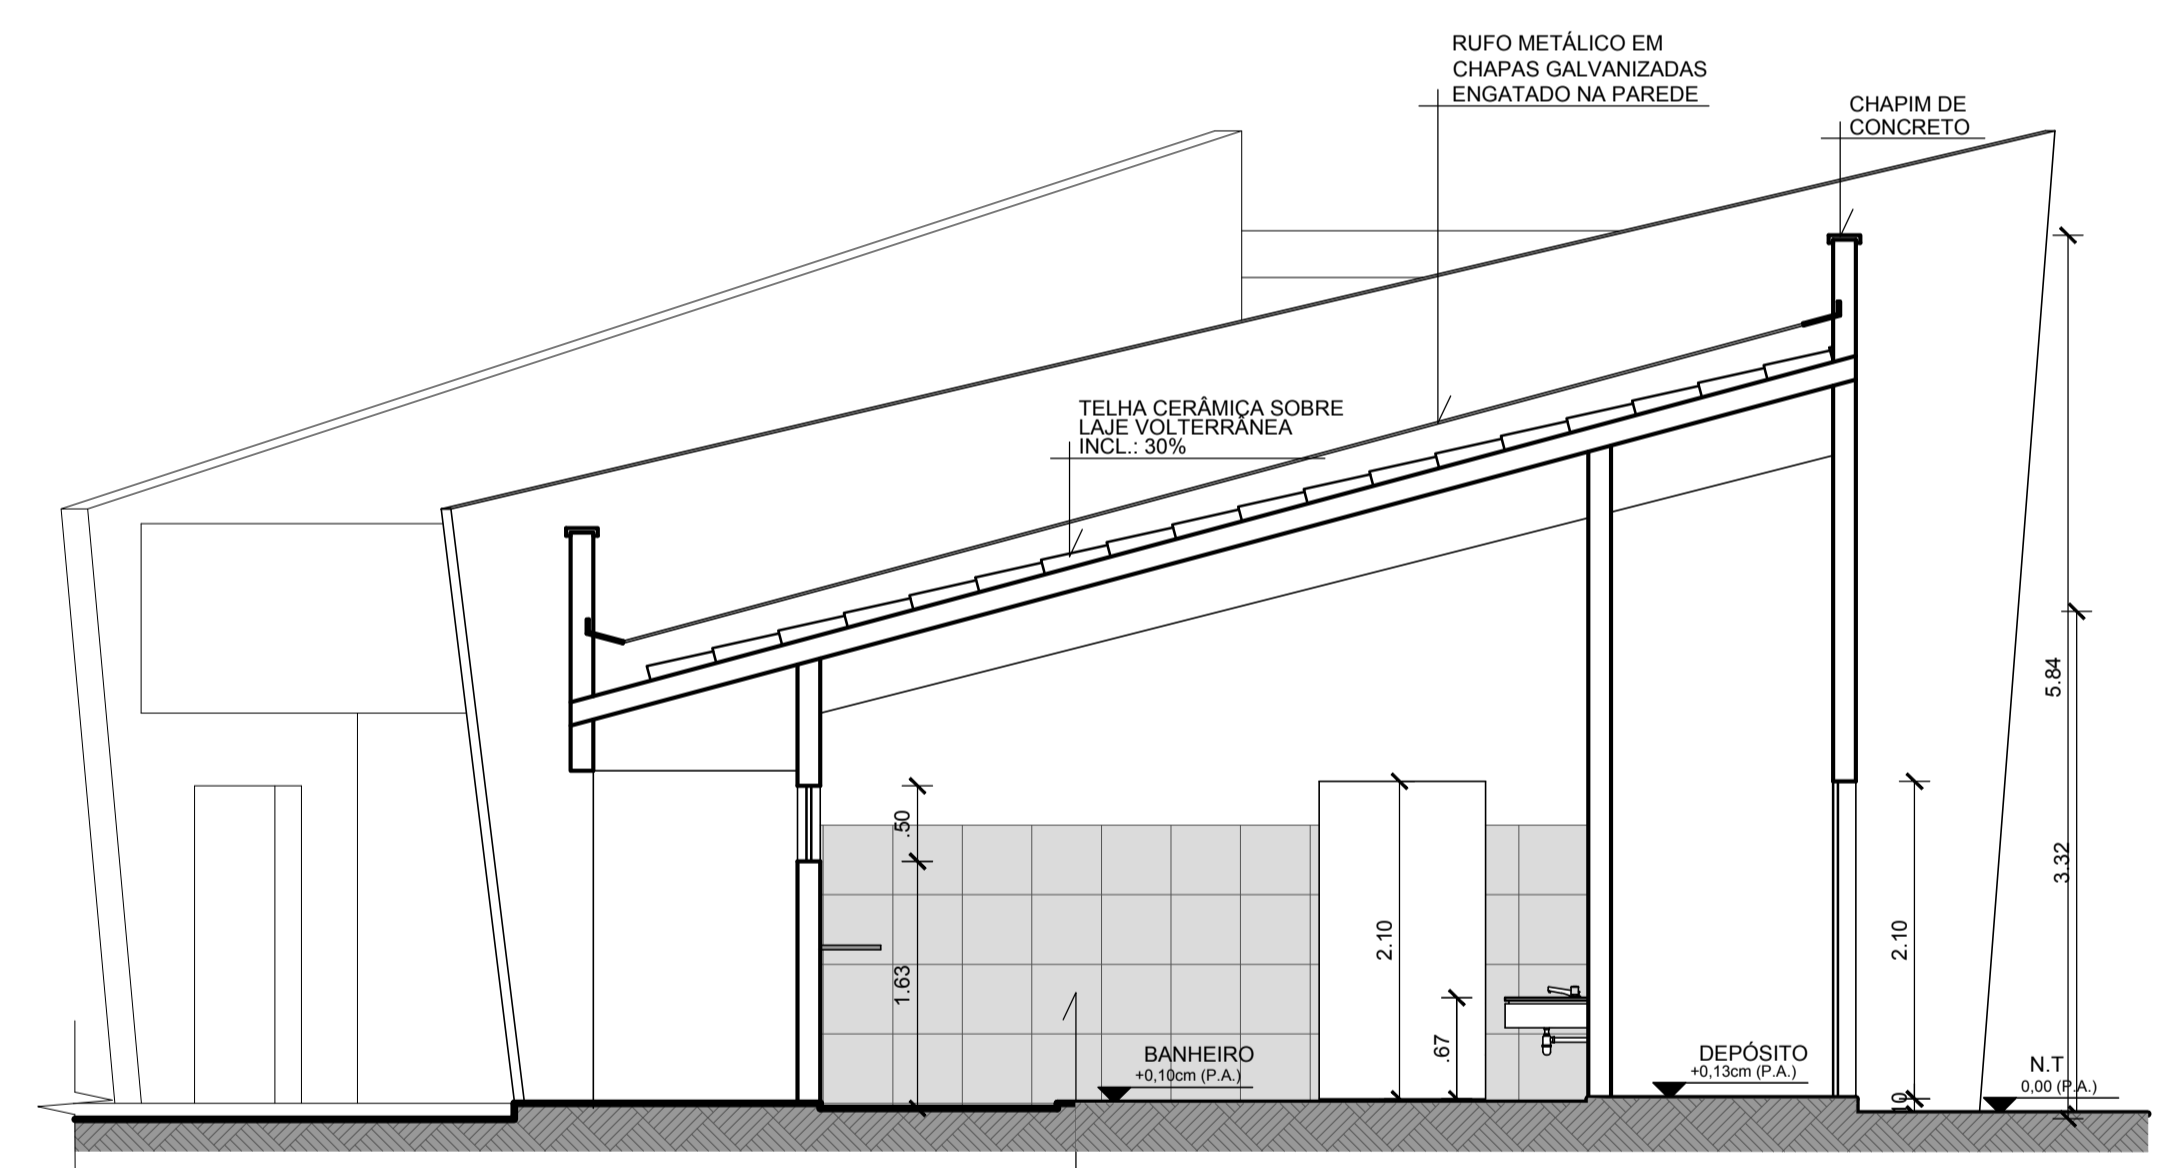 RUFO METÁLICO EM
CHAPAS GALVANIZADAS
ENGATADO NA PAREDE
CHAPIM DE
CONCRETO
TELHA CERÂMICA SOBRE
LAJE VOLTERRÂNEA
INCL.: 30%
5.84
.50
3.32
2.10
2.10
1.63
.67
BANHEIRO
+0,10cm (P.A.)
DEPÓSITO
+0,13cm (P.A.)
N.T
0,00 (P.A.)
10